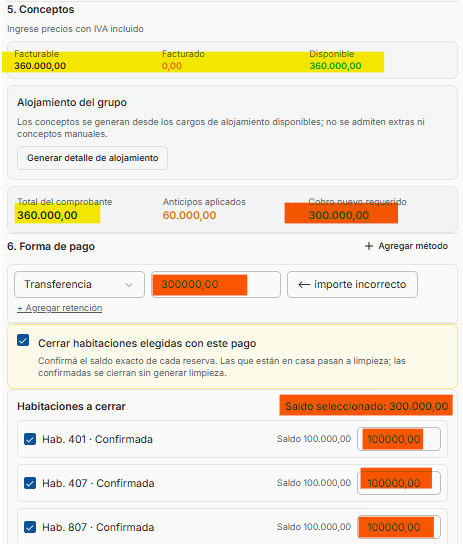 5. Conceptos
Ingrese precios con IVA incluido
Facturable Facturado Disponible
360.000,00 0,00 360.000,00
Alojamiento del grupo
Los conceptos se generan desde los cargos de alojamiento disponibles; no se admiten extras ni
conceptos manuales.
Generar detalle de alojamiento
Total del comprobante Anticipos aplicados Cobro nuevo requerido
360.000,00 60.000,00 300.000,00
6. Forma de pago + Agregar método
Transferencia 300000,00 ← importe incorrecto
+ Agregar retención
Cerrar habitaciones elegidas con este pago
Confirmá el saldo exacto de cada reserva. Las que están en casa pasan a limpieza; las
confirmadas se cierran sin generar limpieza.
Habitaciones a cerrar Saldo seleccionado: 300.000,00
Hab. 401 · Confirmada Saldo 100.000,00 100000,00
Hab. 407 · Confirmada Saldo 100.000,00 100000,00
Hab. 807 · Confirmada Saldo 100.000,00 100000,00